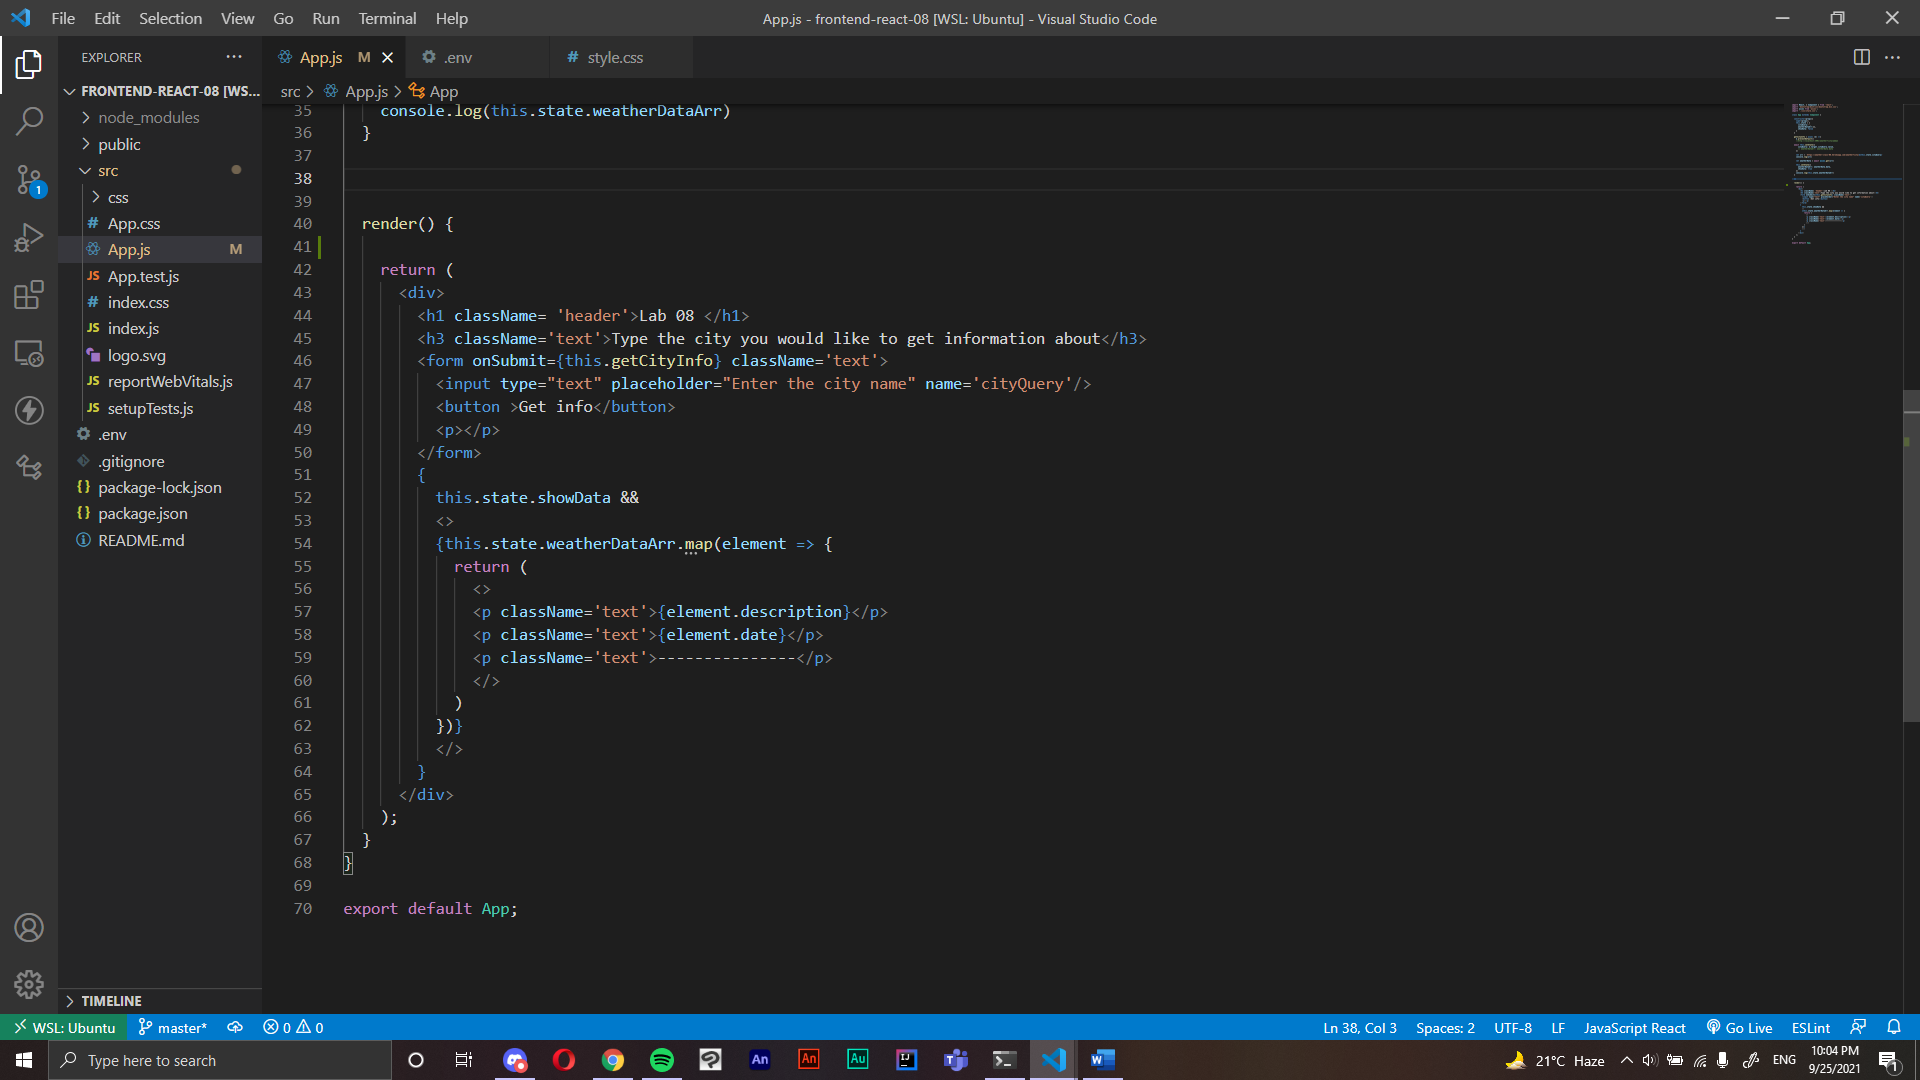 File Edit Selection View Go Run Terminal Help
App.js - frontend-react-08 [WSL: Ubuntu] - Visual Studio Code
EXPLORER
App.js M
.env
style.css
FRONTEND-REACT-08 [WS...
src > App.js > App
node_modules
public
src
css
App.css
App.js M
App.test.js
index.css
index.js
logo.svg
reportWebVitals.js
setupTests.js
.env
.gitignore
package-lock.json
package.json
README.md
TIMELINE
35 console.log(this.state.weatherDataArr)
36 }
37
38
39
40 render() {
41
42 return (
43 <div>
44 <h1 className= 'header'>Lab 08 </h1>
45 <h3 className='text'>Type the city you would like to get information about</h3>
46 <form onSubmit={this.getCityInfo} className='text'>
47 <input type="text" placeholder="Enter the city name" name='cityQuery'/>
48 <button >Get info</button>
49 <p></p>
50 </form>
51 {
52 this.state.showData &&
53 <>
54 {this.state.weatherDataArr.map(element => {
55 return (
56 <>
57 <p className='text'>{element.description}</p>
58 <p className='text'>{element.date}</p>
59 <p className='text'>---------------</p>
60 </>
61 )
62 })}
63 </>
64 }
65 </div>
66 );
67 }
68 }
69
70 export default App;
1
WSL: Ubuntu master* 0 0
Ln 38, Col 3 Spaces: 2 UTF-8 LF JavaScript React Go Live ESLint
Type here to search
An
An
Au
21°C Haze ENG
10:04 PM
9/25/2021
1